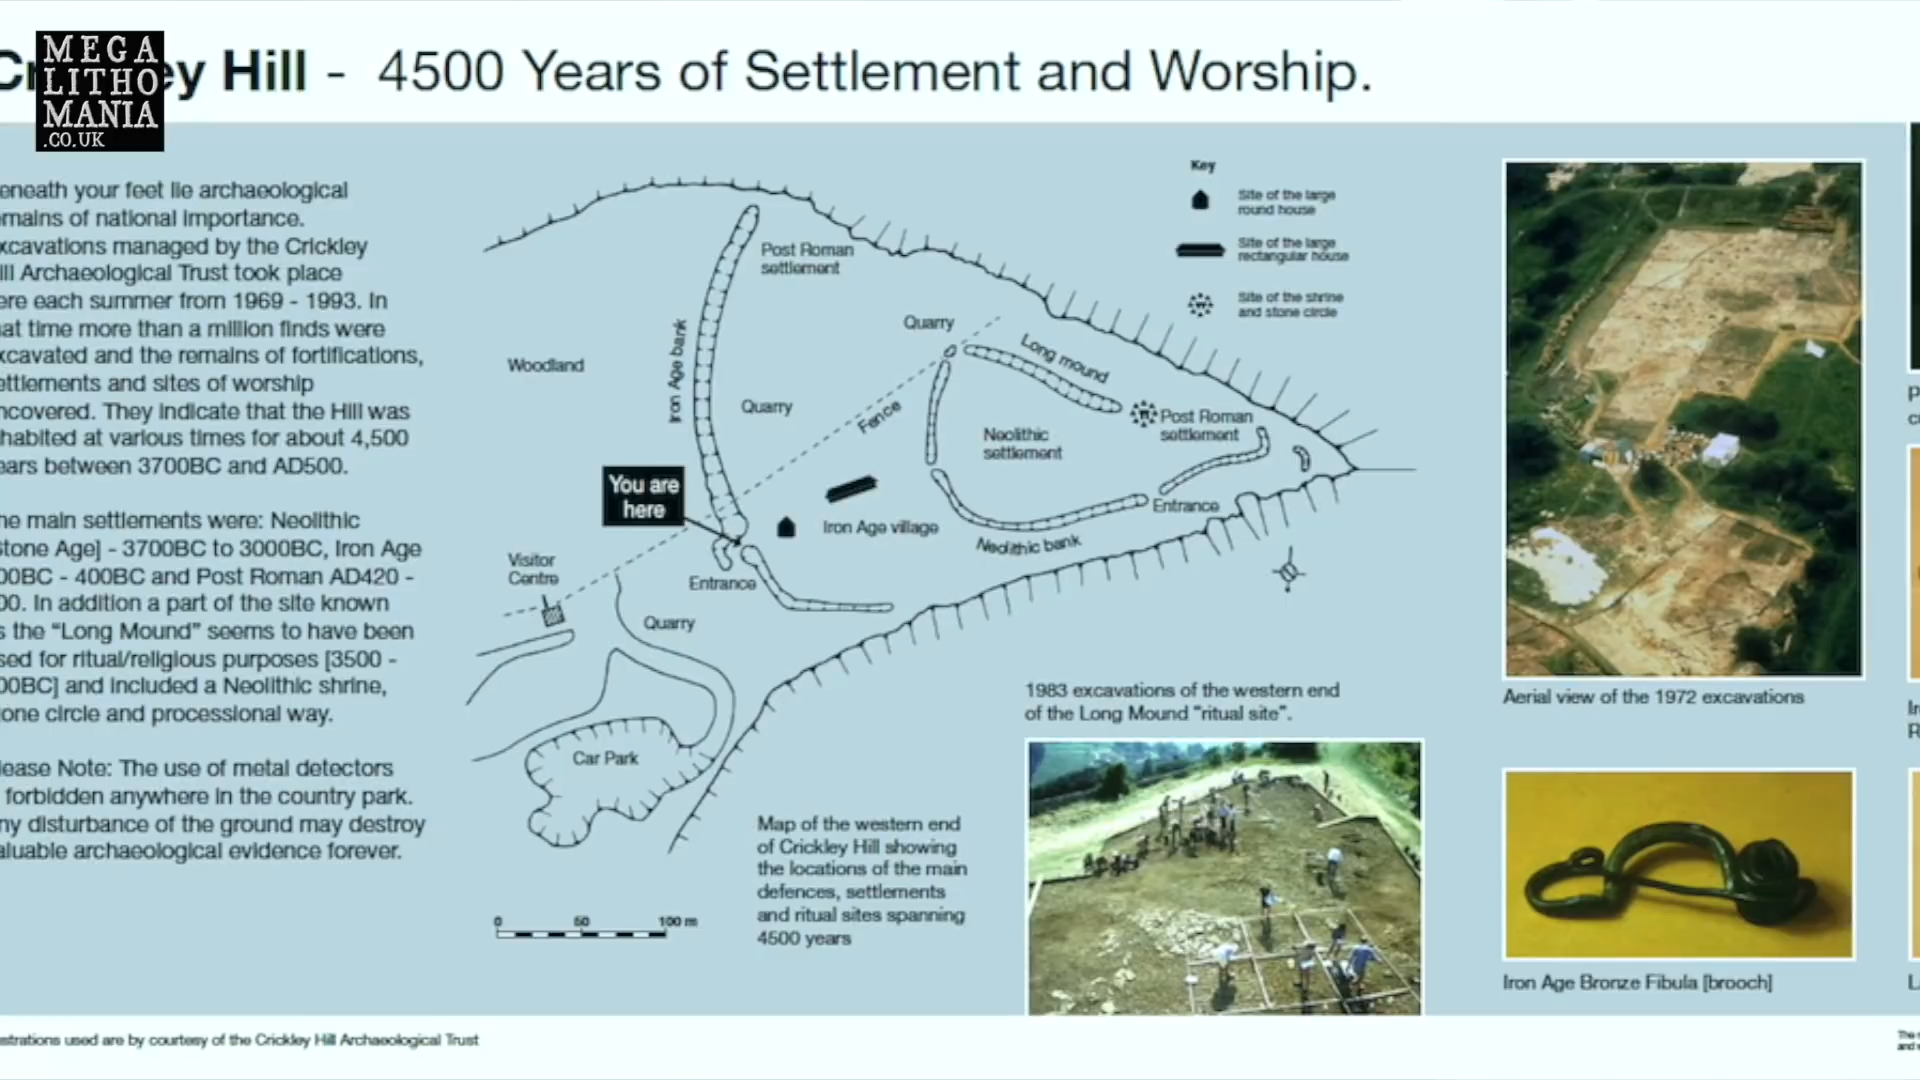 MEGA
LITHO
MANIA
.CO.UK
ey Hill - 4500 Years of Settlement and Worship.
eneath your feet lie archaeological
mains of national importance.
xcavations managed by the Crickley
ill Archaeological Trust took place
ere each summer from 1969 - 1993. In
at time more than a million finds were
xcavated and the remains of fortifications,
ettlements and sites of worship
ncovered. They indicate that the Hill was
habited at various times for about 4,500
ears between 3700BC and AD500.
he main settlements were: Neolithic
Stone Age] - 3700BC to 3000BC, Iron Age
00BC - 400BC and Post Roman AD420 -
00. In addition a part of the site known
s the "Long Mound" seems to have been
sed for ritual/religious purposes [3500 -
00BC] and included a Neolithic shrine,
tone circle and processional way.
lease Note: The use of metal detectors
forbidden anywhere in the country park.
ny disturbance of the ground may destroy
aluable archaeological evidence forever.
Key
Site of the large
round house
Site of the large
rectangular house
Site of the shrine
and stone circle
Post Roman
settlement
Quarry
Long mound
Woodland
Iron Age bank
Quarry
Fence
Neolithic
settlement
Post Roman
settlement
You are
here
Iron Age village
Entrance
Neolithic bank
Visitor
Centre
Entrance
Quarry
Car Park
0 50 100 m
Map of the western end
of Crickley Hill showing
the locations of the main
defences, settlements
and ritual sites spanning
4500 years
1983 excavations of the western end
of the Long Mound "ritual site".
Aerial view of the 1972 excavations
Iron Age Bronze Fibula [brooch]
strations used are by courtesy of the Crickley Hill Archaeological Trust